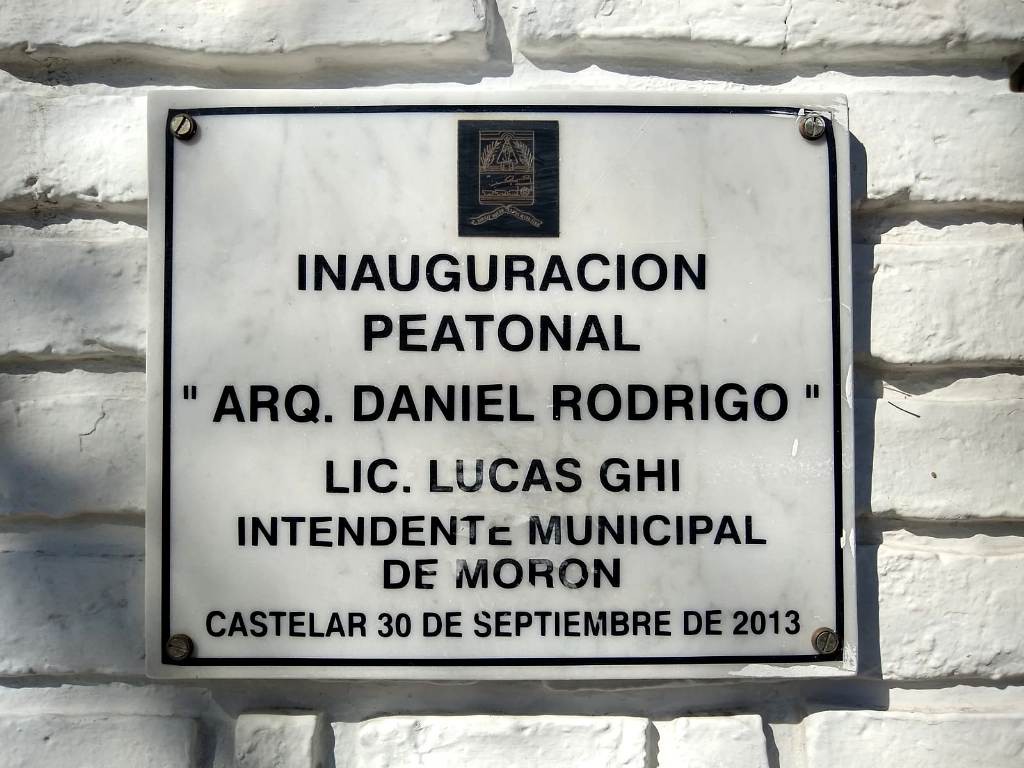 INAUGURACION
PEATONAL
" ARQ. DANIEL RODRIGO "
LIC. LUCAS GHI
INTENDENTE MUNICIPAL
DE MORON
CASTELAR 30 DE SEPTIEMBRE DE 2013